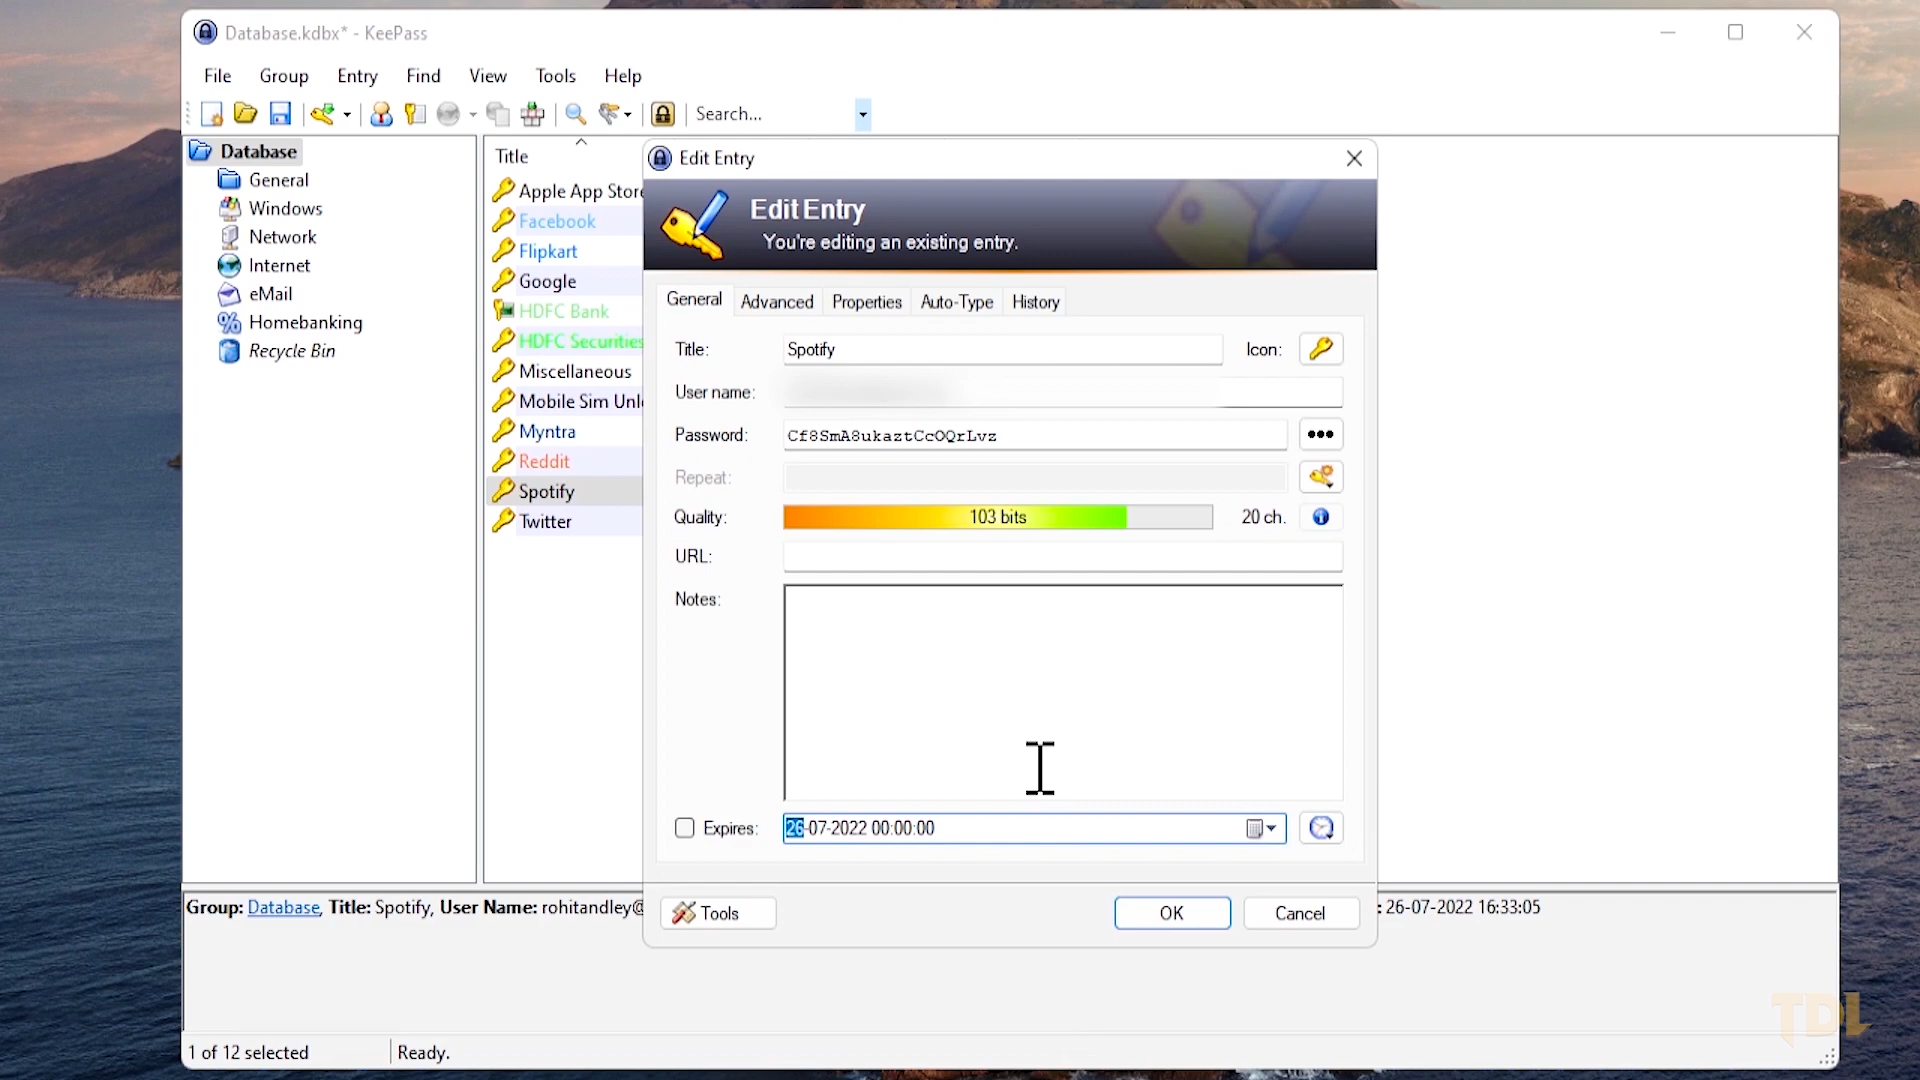 Database.kdbx* - KeePass
File Group Entry Find View Tools Help
Search...
Database
General
Windows
Network
Internet
eMail
Homebanking
Recycle Bin
Title
Apple App Store
Facebook
Flipkart
Google
HDFC Bank
HDFC Securities
Miscellaneous
Mobile Sim Unlo
Myntra
Reddit
Spotify
Twitter
Edit Entry
Edit Entry
You're editing an existing entry.
General Advanced Properties Auto-Type History
Title: Spotify Icon:
User name:
Password: Cf8SmA8ukaztCcOQrLvz
Repeat:
Quality: 103 bits 20 ch.
URL:
Notes:
Expires: 26-07-2022 00:00:00
Tools OK Cancel
Group: Database, Title: Spotify, User Name: rohitandley@ : 26-07-2022 16:33:05
1 of 12 selected Ready.
TDL